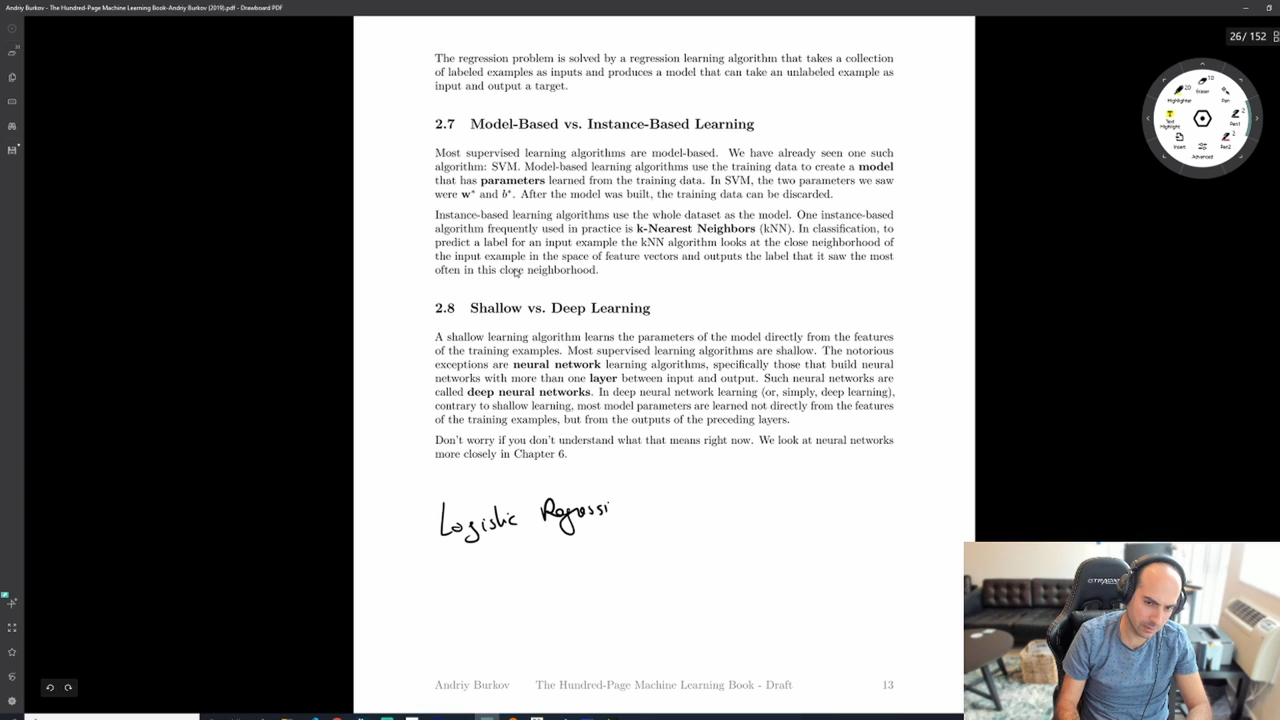 Andriy Burkov - The Hundred-Page Machine Learning Book-Andriy Burkov (2019).pdf - Drawboard PDF
26/152
The regression problem is solved by a regression learning algorithm that takes a collection
of labeled examples as inputs and produces a model that can take an unlabeled example as
input and output a target.
2.7 Model-Based vs. Instance-Based Learning
Most supervised learning algorithms are model-based. We have already seen one such
algorithm: SVM. Model-based learning algorithms use the training data to create a model
that has parameters learned from the training data. In SVM, the two parameters we saw
were w* and b*. After the model was built, the training data can be discarded.
Instance-based learning algorithms use the whole dataset as the model. One instance-based
algorithm frequently used in practice is k-Nearest Neighbors (kNN). In classification, to
predict a label for an input example the kNN algorithm looks at the close neighborhood of
the input example in the space of feature vectors and outputs the label that it saw the most
often in this close neighborhood.
2.8 Shallow vs. Deep Learning
A shallow learning algorithm learns the parameters of the model directly from the features
of the training examples. Most supervised learning algorithms are shallow. The notorious
exceptions are neural network learning algorithms, specifically those that build neural
networks with more than one layer between input and output. Such neural networks are
called deep neural networks. In deep neural network learning (or, simply, deep learning),
contrary to shallow learning, most model parameters are learned not directly from the features
of the training examples, but from the outputs of the preceding layers.
Don't worry if you don't understand what that means right now. We look at neural networks
more closely in Chapter 6.
Logistic Regressi
Andriy Burkov The Hundred-Page Machine Learning Book - Draft 13
Highlighter 20
Eraser 10
Pen
Text Highlight
Pen1 2
Insert
Pen2 2
Advanced